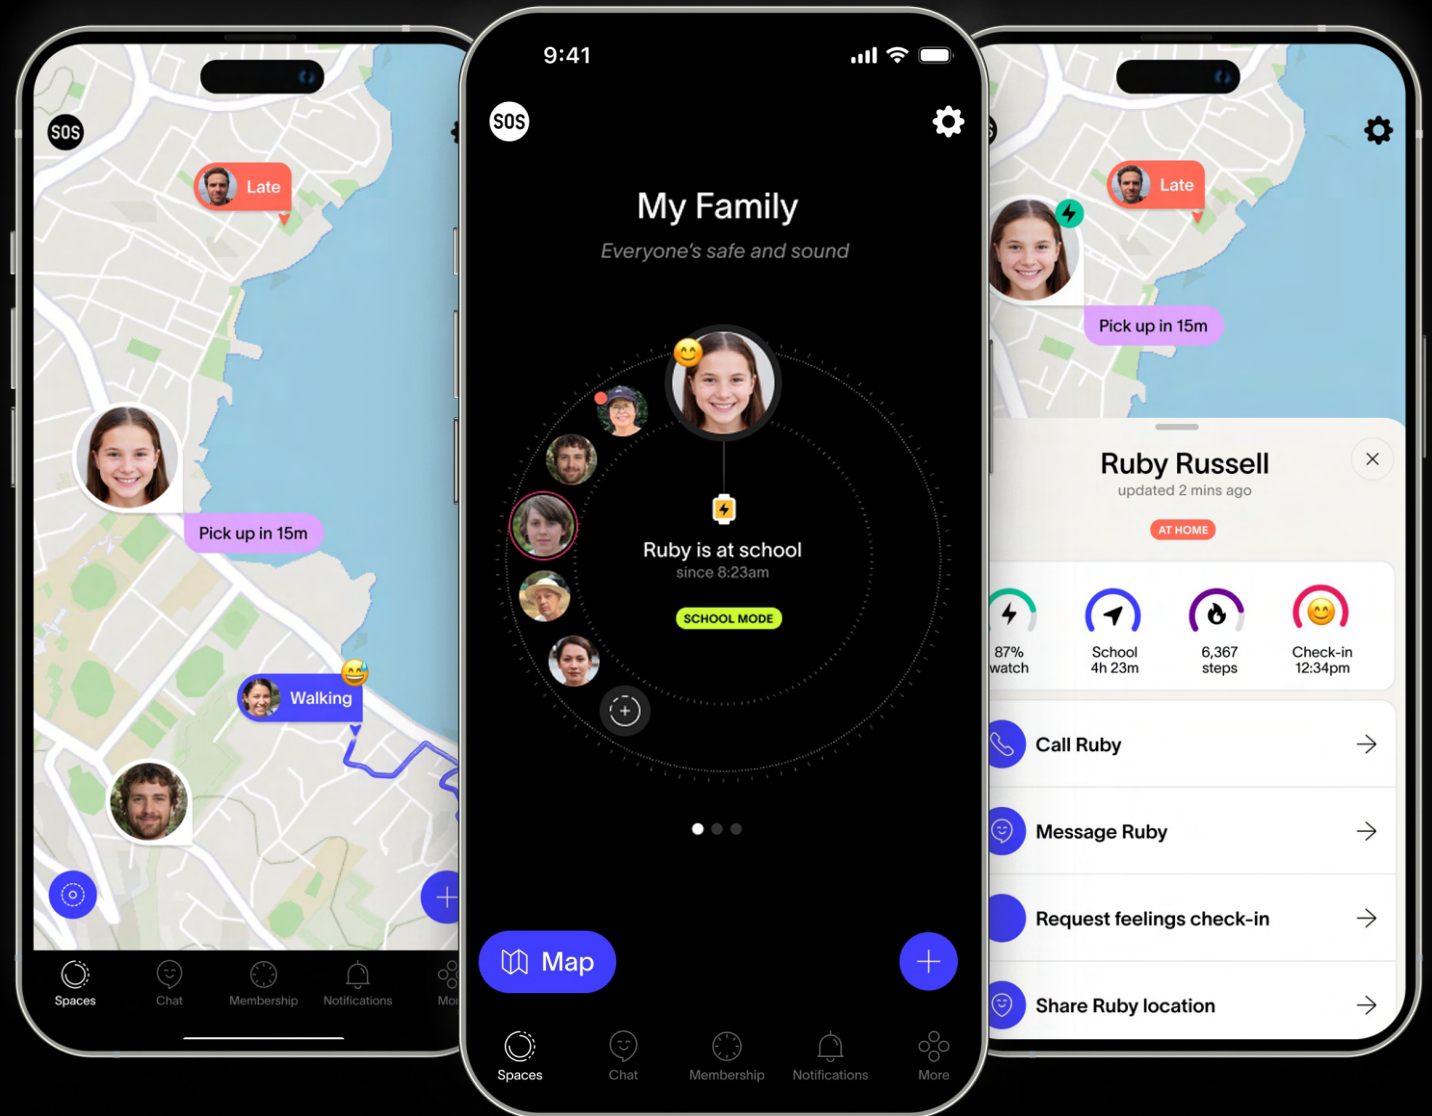 SOS
Late
Pick up in 15m
Walking
Spaces
Chat
Membership
Notifications
9:41
SOS
My Family
Everyone's safe and sound
Ruby is at school
since 8:23am
SCHOOL MODE
Map
Spaces
Chat
Membership
Notifications
More
Late
Pick up in 15m
Ruby Russell
updated 2 mins ago
AT HOME
87%
watch
School
4h 23m
6,367
steps
Check-in
12:34pm
Call Ruby
Message Ruby
Request feelings check-in
Share Ruby location